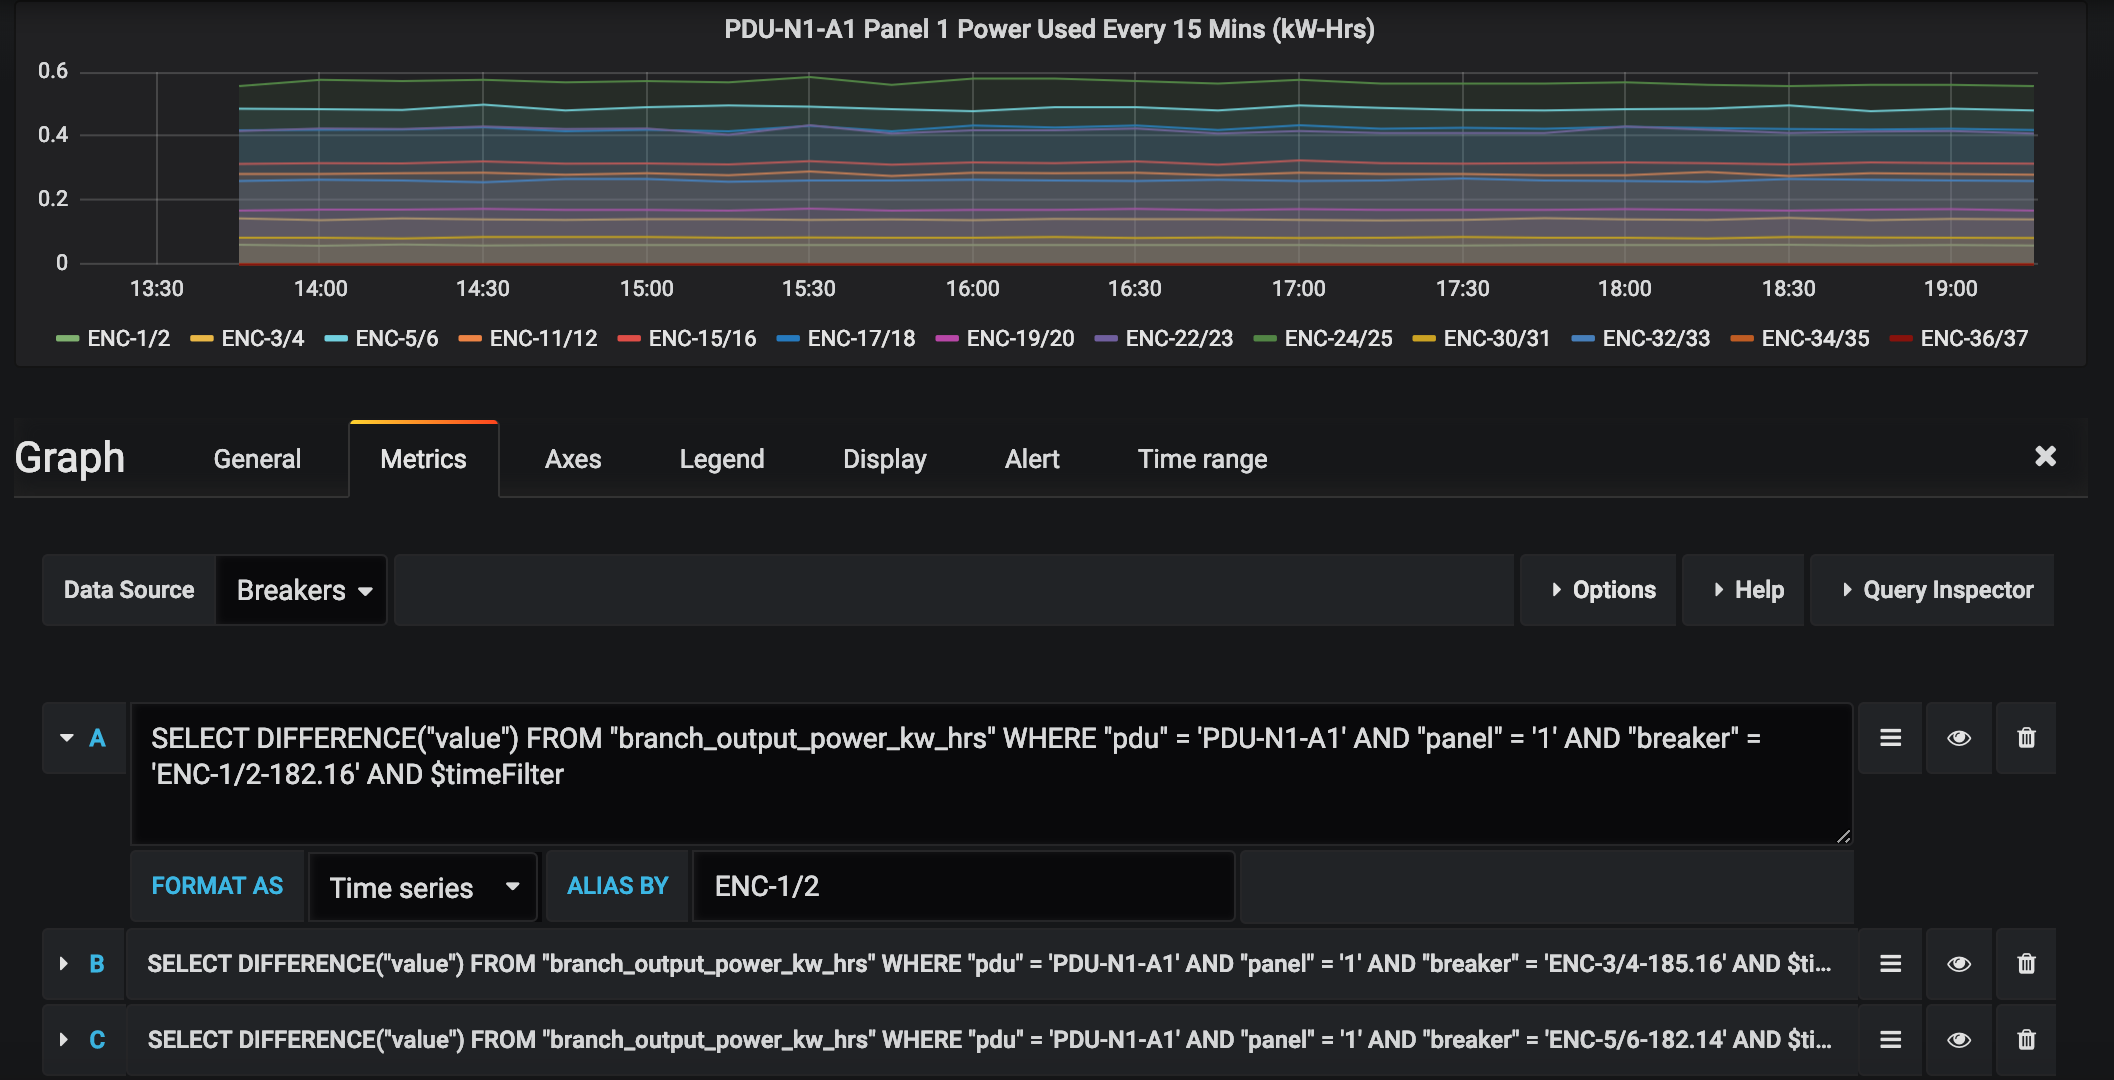 PDU-N1-A1 Panel 1 Power Used Every 15 Mins (kW-Hrs)
0.6
0.4
0.2
0
13:30 14:00 14:30 15:00 15:30 16:00 16:30 17:00 17:30 18:00 18:30 19:00
ENC-1/2 ENC-3/4 ENC-5/6 ENC-11/12 ENC-15/16 ENC-17/18 ENC-19/20 ENC-22/23 ENC-24/25 ENC-30/31 ENC-32/33 ENC-34/35 ENC-36/37
Graph General Metrics Axes Legend Display Alert Time range
Data Source Breakers Options Help Query Inspector
A SELECT DIFFERENCE("value") FROM "branch_output_power_kw_hrs" WHERE "pdu" = 'PDU-N1-A1' AND "panel" = '1' AND "breaker" =
'ENC-1/2-182.16' AND $timeFilter
FORMAT AS Time series ALIAS BY ENC-1/2
B SELECT DIFFERENCE("value") FROM "branch_output_power_kw_hrs" WHERE "pdu" = 'PDU-N1-A1' AND "panel" = '1' AND "breaker" = 'ENC-3/4-185.16' AND $ti...
C SELECT DIFFERENCE("value") FROM "branch_output_power_kw_hrs" WHERE "pdu" = 'PDU-N1-A1' AND "panel" = '1' AND "breaker" = 'ENC-5/6-182.14' AND $ti...